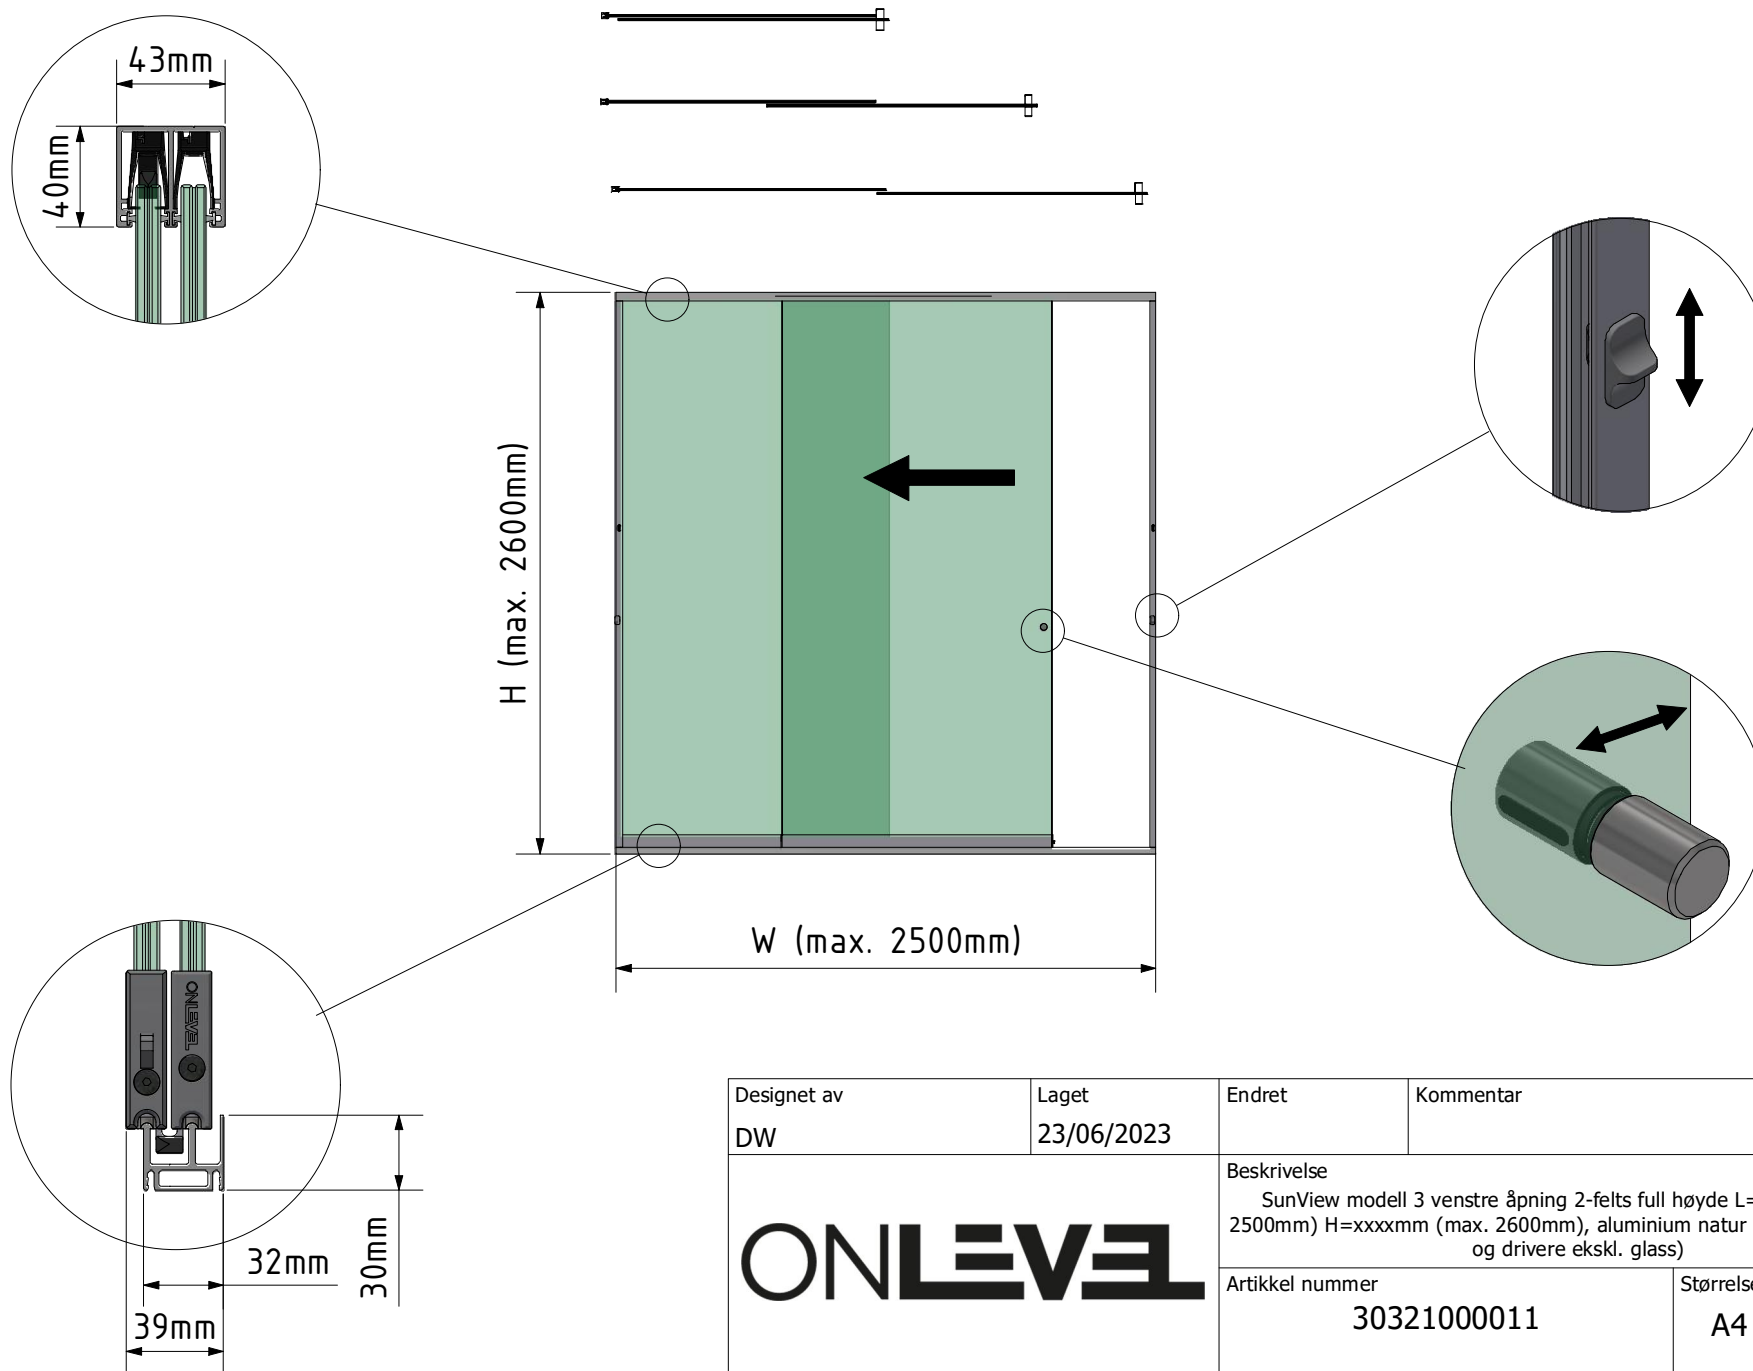 43mm
40mm
H (max. 2600mm)
W (max. 2500mm)
ONLEVEL
32mm
30mm
39mm
Designet av
DW
Laget
23/06/2023
Endret
Kommentar
ONLEVEL
Beskrivelse
SunView modell 3 venstre åpning 2-felts full høyde L=
2500mm) H=xxxxmm (max. 2600mm), aluminium natur
og drivere ekskl. glass)
Artikkel nummer
30321000011
Størrelse
A4